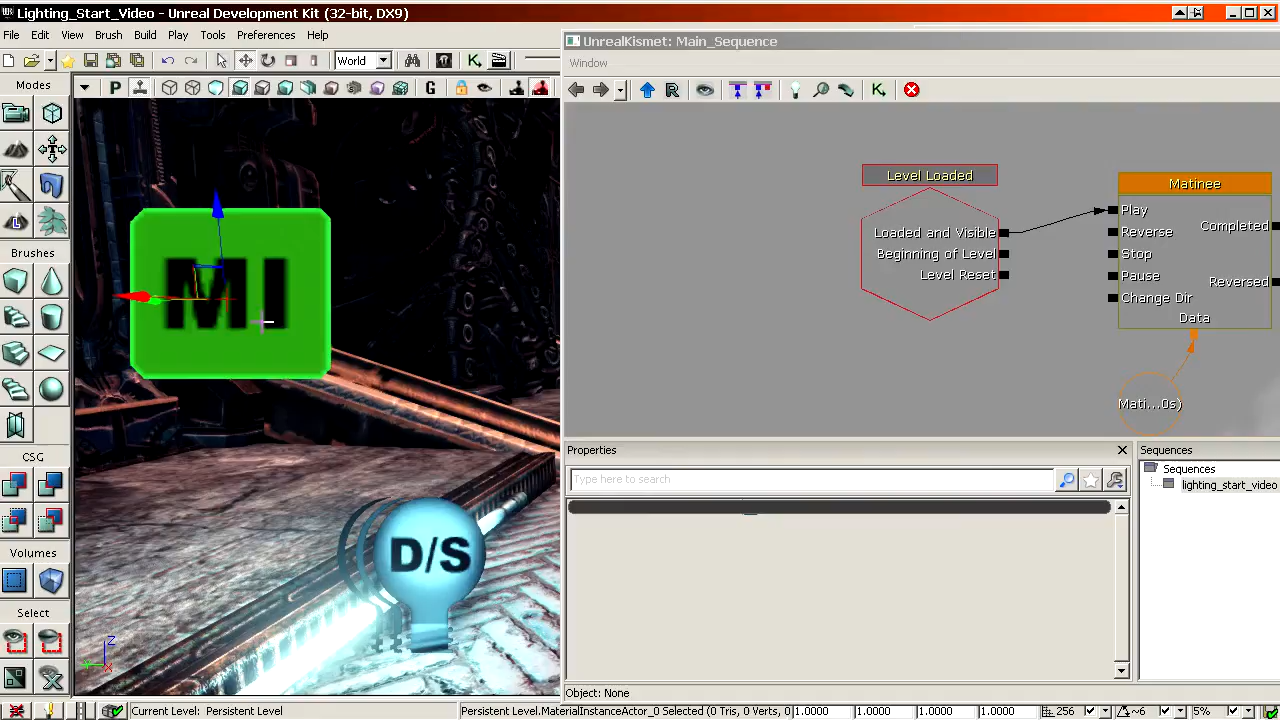 Lighting_Start_Video - Unreal Development Kit (32-bit, DX9)
File Edit View Brush Build Play Tools Preferences Help
World
Modes
Brushes
CSG
Volumes
Select
P
G
MI
D/S
Z
X
UnrealKismet: Main_Sequence
Window
Level Loaded
Loaded and Visible
Beginning of Level
Level Reset
Matinee
Play
Reverse
Stop
Pause
Change Dir
Completed
Reversed
Data
Mati...0s)
Properties
Type here to search
Object: None
Sequences
Sequences
lighting_start_video
Current Level: Persistent Level
Persistent Level.MaterialInstanceActor_0 Selected (0 Tris, 0 Verts, 0
1.0000 1.0000 1.0000 1.0000 256 6 5%